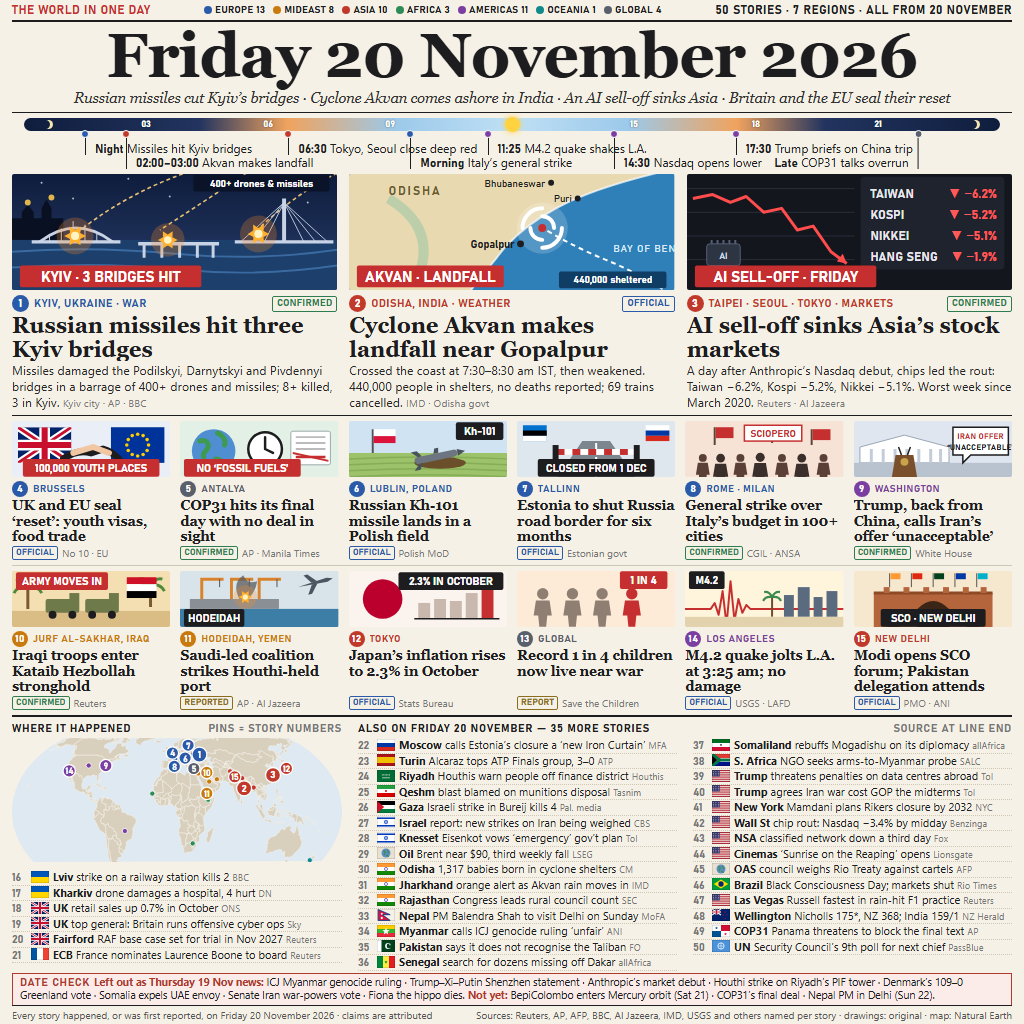 THE WORLD IN ONE DAY
EUROPE 13 MIDEAST 8 ASIA 10 AFRICA 3 AMERICAS 11 OCEANIA 1 GLOBAL 4
50 STORIES · 7 REGIONS · ALL FROM 20 NOVEMBER
Friday 20 November 2026
Russian missiles cut Kyiv's bridges · Cyclone Akvan comes ashore in India · An AI sell-off sinks Asia · Britain and the EU seal their reset
03 06 09 15 18 21
Night Missiles hit Kyiv bridges
06:30 Tokyo, Seoul close deep red
11:25 M4.2 quake shakes L.A.
17:30 Trump briefs on China trip
02:00–03:00 Akvan makes landfall
Morning Italy's general strike
14:30 Nasdaq opens lower
Late COP31 talks overrun
400+ drones & missiles
KYIV · 3 BRIDGES HIT
ODISHA
Bhubaneswar
Puri
Gopalpur
BAY OF BEN
440,000 sheltered
AKVAN · LANDFALL
AI
TAIWAN ▼ −6.2%
KOSPI ▼ −5.2%
NIKKEI ▼ −5.1%
HANG SENG ▼ −1.9%
AI SELL-OFF · FRIDAY
1 KYIV, UKRAINE · WAR CONFIRMED
Russian missiles hit three
Kyiv bridges
Missiles damaged the Podilskyi, Darnytskyi and Pivdennyi
bridges in a barrage of 400+ drones and missiles; 8+ killed,
3 in Kyiv. Kyiv city · AP · BBC
2 ODISHA, INDIA · WEATHER OFFICIAL
Cyclone Akvan makes
landfall near Gopalpur
Crossed the coast at 7:30–8:30 am IST, then weakened.
440,000 people in shelters, no deaths reported; 69 trains
cancelled. IMD · Odisha govt
3 TAIPEI · SEOUL · TOKYO · MARKETS CONFIRMED
AI sell-off sinks Asia's stock
markets
A day after Anthropic's Nasdaq debut, chips led the rout:
Taiwan −6.2%, Kospi −5.2%, Nikkei −5.1%. Worst week since
March 2020. Reuters · Al Jazeera
100,000 YOUTH PLACES
4 BRUSSELS
UK and EU seal
'reset': youth visas,
food trade
OFFICIAL No 10 · EU
NO 'FOSSIL FUELS'
5 ANTALYA
COP31 hits its final
day with no deal in
sight
CONFIRMED AP · Manila Times
Kh-101
6 LUBLIN, POLAND
Russian Kh-101
missile lands in a
Polish field
OFFICIAL Polish MoD
CLOSED FROM 1 DEC
7 TALLINN
Estonia to shut Russia
road border for six
months
OFFICIAL Estonian govt
SCIOPERO
8 ROME · MILAN
General strike over
Italy's budget in 100+
cities
CONFIRMED CGIL · ANSA
IRAN OFFER
UNACCEPTABLE
9 WASHINGTON
Trump, back from
China, calls Iran's
offer 'unacceptable'
CONFIRMED White House
ARMY MOVES IN
10 JURF AL-SAKHAR, IRAQ
Iraqi troops enter
Kataib Hezbollah
stronghold
CONFIRMED Reuters
HODEIDAH
11 HODEIDAH, YEMEN
Saudi-led coalition
strikes Houthi-held
port
REPORTED AP · Al Jazeera
2.3% IN OCTOBER
12 TOKYO
Japan's inflation rises
to 2.3% in October
OFFICIAL Stats Bureau
1 IN 4
13 GLOBAL
Record 1 in 4 children
now live near war
REPORT Save the Children
M4.2
14 LOS ANGELES
M4.2 quake jolts L.A.
at 3:25 am; no
damage
OFFICIAL USGS · LAFD
SCO · NEW DELHI
15 NEW DELHI
Modi opens SCO
forum; Pakistan
delegation attends
OFFICIAL PMO · ANI
WHERE IT HAPPENED PINS = STORY NUMBERS
14 9 4 7 6 1 8 5 10 11 15 2 3 12
16 Lviv strike on a railway station kills 2 BBC
17 Kharkiv drone damages a hospital, 4 hurt DN
18 UK retail sales up 0.7% in October ONS
19 UK top general: Britain runs offensive cyber ops Sky
20 Fairford RAF base case set for trial in Nov 2027 Reuters
21 ECB France nominates Laurence Boone to board Reuters
ALSO ON FRIDAY 20 NOVEMBER — 35 MORE STORIES SOURCE AT LINE END
22 Moscow calls Estonia's closure a 'new Iron Curtain' MFA
23 Turin Alcaraz tops ATP Finals group, 3–0 ATP
24 Riyadh Houthis warn people off finance district Houthis
25 Qeshm blast blamed on munitions disposal Tasnim
26 Gaza Israeli strike in Bureij kills 4 Pal. media
27 Israel report: new strikes on Iran being weighed CBS
28 Knesset Eisenkot vows 'emergency' gov't plan ToI
29 Oil Brent near $90, third weekly fall LSEG
30 Odisha 1,317 babies born in cyclone shelters CM
31 Jharkhand orange alert as Akvan rain moves in IMD
32 Rajasthan Congress leads rural council count SEC
33 Nepal PM Balendra Shah to visit Delhi on Sunday MoFA
34 Myanmar calls ICJ genocide ruling 'unfair' ANI
35 Pakistan says it does not recognise the Taliban FO
36 Senegal search for dozens missing off Dakar allAfrica
37 Somaliland rebuffs Mogadishu on its diplomacy allAfrica
38 S. Africa NGO seeks arms-to-Myanmar probe SALC
39 Trump threatens penalties on data centres abroad ToI
40 Trump agrees Iran war cost GOP the midterms ToI
41 New York Mamdani plans Rikers closure by 2032 NYC
42 Wall St chip rout: Nasdaq −3.4% by midday Benzinga
43 NSA classified network down a third day Fox
44 Cinemas 'Sunrise on the Reaping' opens Lionsgate
45 OAS council weighs Rio Treaty against cartels AFP
46 Brazil Black Consciousness Day; markets shut Rio Times
47 Las Vegas Russell fastest in rain-hit F1 practice Reuters
48 Wellington Nicholls 175*, NZ 368; India 159/1 NZ Herald
49 COP31 Panama threatens to block the final text AP
50 UN Security Council's 9th poll for next chief PassBlue
DATE CHECK Left out as Thursday 19 Nov news: ICJ Myanmar genocide ruling · Trump–Xi–Putin Shenzhen statement · Anthropic's market debut · Houthi strike on Riyadh's PIF tower · Denmark's 109–0
Greenland vote · Somalia expels UAE envoy · Senate Iran war-powers vote · Fiona the hippo dies. Not yet: BepiColombo enters Mercury orbit (Sat 21) · COP31's final deal · Nepal PM in Delhi (Sun 22).
Every story happened, or was first reported, on Friday 20 November 2026 · claims are attributed
Sources: Reuters, AP, AFP, BBC, Al Jazeera, IMD, USGS and others named per story · drawings: original · map: Natural Earth